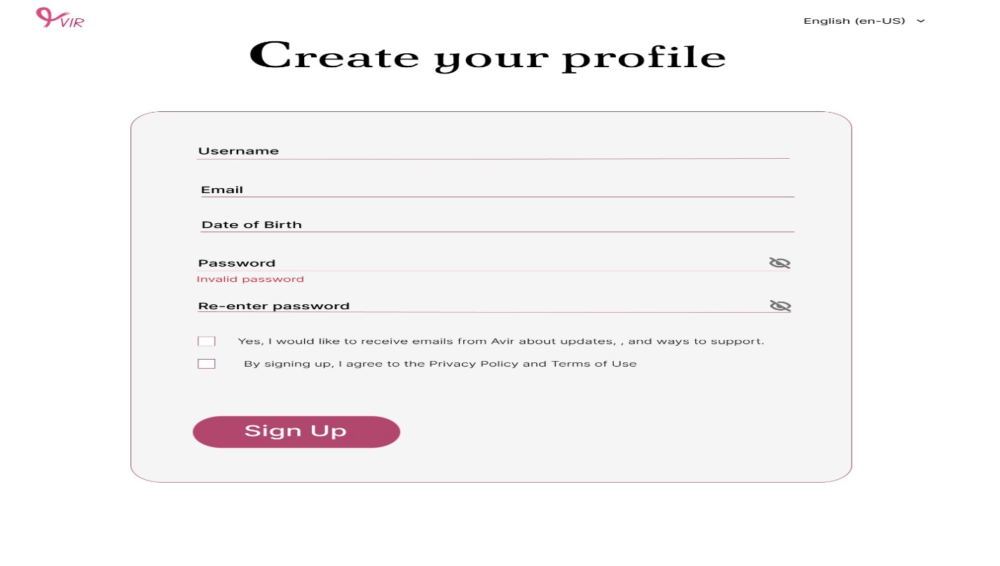 VIR
English (en-US)
Create your profile
Username
Email
Date of Birth
Password
Invalid password
Re-enter password
Yes, I would like to receive emails from Avir about updates, , and ways to support.
By signing up, I agree to the Privacy Policy and Terms of Use
Sign Up